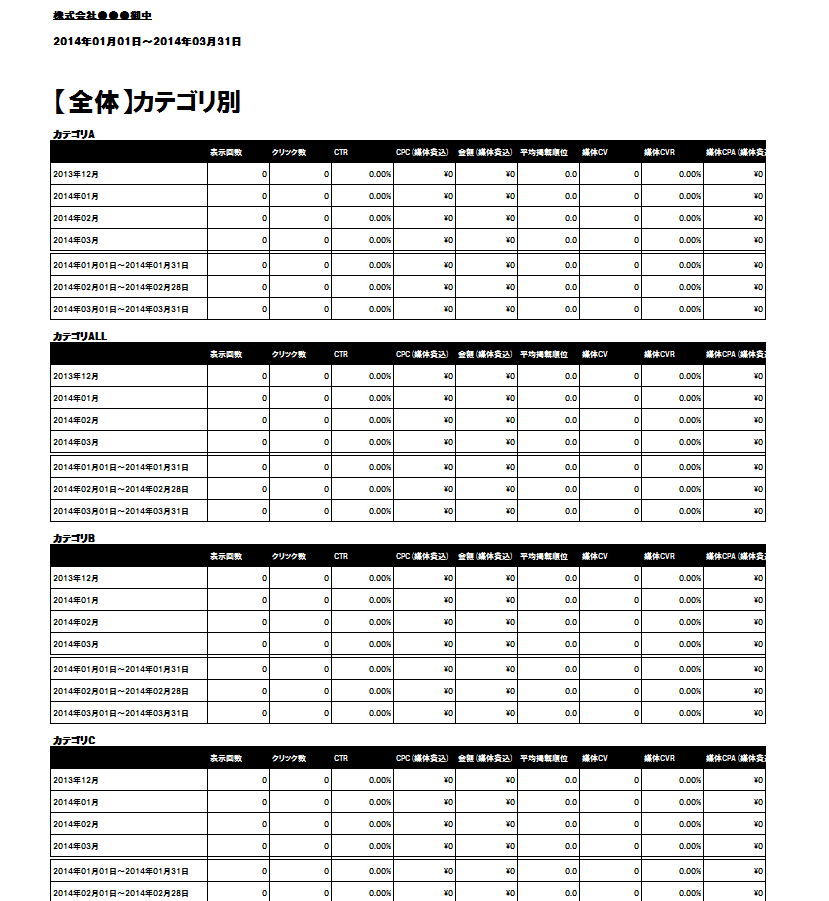 株式会社●●●御中
2014年01月01日～2014年03月31日
【全体】カテゴリ別
カテゴリA
表示回数 クリック数 CTR CPC(媒体費込) 金額(媒体費込) 平均掲載順位 媒体CV 媒体CVR 媒体CPA(媒体費
2013年12月 0 0 0.00% ¥0 ¥0 0.0 0 0.00% ¥0
2014年01月 0 0 0.00% ¥0 ¥0 0.0 0 0.00% ¥0
2014年02月 0 0 0.00% ¥0 ¥0 0.0 0 0.00% ¥0
2014年03月 0 0 0.00% ¥0 ¥0 0.0 0 0.00% ¥0
2014年01月01日～2014年01月31日 0 0 0.00% ¥0 ¥0 0.0 0 0.00% ¥0
2014年02月01日～2014年02月28日 0 0 0.00% ¥0 ¥0 0.0 0 0.00% ¥0
2014年03月01日～2014年03月31日 0 0 0.00% ¥0 ¥0 0.0 0 0.00% ¥0
カテゴリALL
表示回数 クリック数 CTR CPC(媒体費込) 金額(媒体費込) 平均掲載順位 媒体CV 媒体CVR 媒体CPA(媒体費
2013年12月 0 0 0.00% ¥0 ¥0 0.0 0 0.00% ¥0
2014年01月 0 0 0.00% ¥0 ¥0 0.0 0 0.00% ¥0
2014年02月 0 0 0.00% ¥0 ¥0 0.0 0 0.00% ¥0
2014年03月 0 0 0.00% ¥0 ¥0 0.0 0 0.00% ¥0
2014年01月01日～2014年01月31日 0 0 0.00% ¥0 ¥0 0.0 0 0.00% ¥0
2014年02月01日～2014年02月28日 0 0 0.00% ¥0 ¥0 0.0 0 0.00% ¥0
2014年03月01日～2014年03月31日 0 0 0.00% ¥0 ¥0 0.0 0 0.00% ¥0
カテゴリB
表示回数 クリック数 CTR CPC(媒体費込) 金額(媒体費込) 平均掲載順位 媒体CV 媒体CVR 媒体CPA(媒体費
2013年12月 0 0 0.00% ¥0 ¥0 0.0 0 0.00% ¥0
2014年01月 0 0 0.00% ¥0 ¥0 0.0 0 0.00% ¥0
2014年02月 0 0 0.00% ¥0 ¥0 0.0 0 0.00% ¥0
2014年03月 0 0 0.00% ¥0 ¥0 0.0 0 0.00% ¥0
2014年01月01日～2014年01月31日 0 0 0.00% ¥0 ¥0 0.0 0 0.00% ¥0
2014年02月01日～2014年02月28日 0 0 0.00% ¥0 ¥0 0.0 0 0.00% ¥0
2014年03月01日～2014年03月31日 0 0 0.00% ¥0 ¥0 0.0 0 0.00% ¥0
カテゴリC
表示回数 クリック数 CTR CPC(媒体費込) 金額(媒体費込) 平均掲載順位 媒体CV 媒体CVR 媒体CPA(媒体費
2013年12月 0 0 0.00% ¥0 ¥0 0.0 0 0.00% ¥0
2014年01月 0 0 0.00% ¥0 ¥0 0.0 0 0.00% ¥0
2014年02月 0 0 0.00% ¥0 ¥0 0.0 0 0.00% ¥0
2014年03月 0 0 0.00% ¥0 ¥0 0.0 0 0.00% ¥0
2014年01月01日～2014年01月31日 0 0 0.00% ¥0 ¥0 0.0 0 0.00% ¥0
2014年02月01日～2014年02月28日 0 0 0.00% ¥0 ¥0 0.0 0 0.00% ¥0